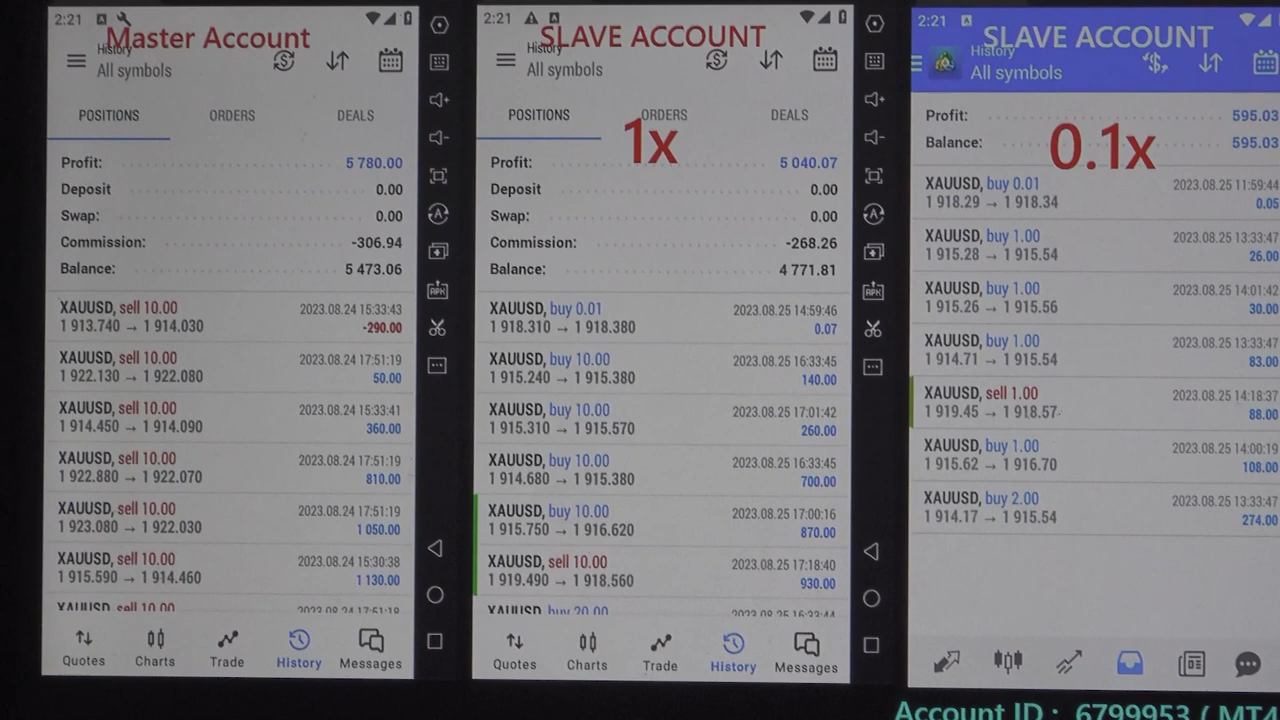 2:21
Master Account
History
All symbols
POSITIONS ORDERS DEALS
Profit: 5 780.00
Deposit 0.00
Swap: 0.00
Commission: -306.94
Balance: 5 473.06
XAUUSD, sell 10.00 2023.08.24 15:33:43
1 913.740 → 1 914.030 -290.00
XAUUSD, sell 10.00 2023.08.24 17:51:19
1 922.130 → 1 922.080 50.00
XAUUSD, sell 10.00 2023.08.24 15:33:41
1 914.450 → 1 914.090 360.00
XAUUSD, sell 10.00 2023.08.24 17:51:19
1 922.880 → 1 922.070 810.00
XAUUSD, sell 10.00 2023.08.24 17:51:19
1 923.080 → 1 922.030 1 050.00
XAUUSD, sell 10.00 2023.08.24 15:30:38
1 915.590 → 1 914.460 1 130.00
XAUUSD, sell 10.00 2023.08.24 17:51:19
Quotes Charts Trade History Messages
2:21
SLAVE ACCOUNT
History
All symbols
POSITIONS ORDERS DEALS
1x
Profit: 5 040.07
Deposit 0.00
Swap: 0.00
Commission: -268.26
Balance: 4 771.81
XAUUSD, buy 0.01 2023.08.25 14:59:46
1 918.310 → 1 918.380 0.07
XAUUSD, buy 10.00 2023.08.25 16:33:45
1 915.240 → 1 915.380 140.00
XAUUSD, buy 10.00 2023.08.25 17:01:42
1 915.310 → 1 915.570 260.00
XAUUSD, buy 10.00 2023.08.25 16:33:45
1 914.680 → 1 915.380 700.00
XAUUSD, buy 10.00 2023.08.25 17:00:16
1 915.750 → 1 916.620 870.00
XAUUSD, sell 10.00 2023.08.25 17:18:40
1 919.490 → 1 918.560 930.00
XAUUSD, buy 20.00 2023.08.25 16:33:44
Quotes Charts Trade History Messages
2:21
SLAVE ACCOUNT
History
All symbols
Profit: 595.03
Balance: 595.03
0.1x
XAUUSD, buy 0.01 2023.08.25 11:59:44
1 918.29 → 1 918.34 0.05
XAUUSD, buy 1.00 2023.08.25 13:33:47
1 915.28 → 1 915.54 26.00
XAUUSD, buy 1.00 2023.08.25 14:01:42
1 915.26 → 1 915.56 30.00
XAUUSD, buy 1.00 2023.08.25 13:33:47
1 914.71 → 1 915.54 83.00
XAUUSD, sell 1.00 2023.08.25 14:18:37
1 919.45 → 1 918.57 88.00
XAUUSD, buy 1.00 2023.08.25 14:00:19
1 915.62 → 1 916.70 108.00
XAUUSD, buy 2.00 2023.08.25 13:33:47
1 914.17 → 1 915.54 274.00
Account ID : 6799953 ( MT4